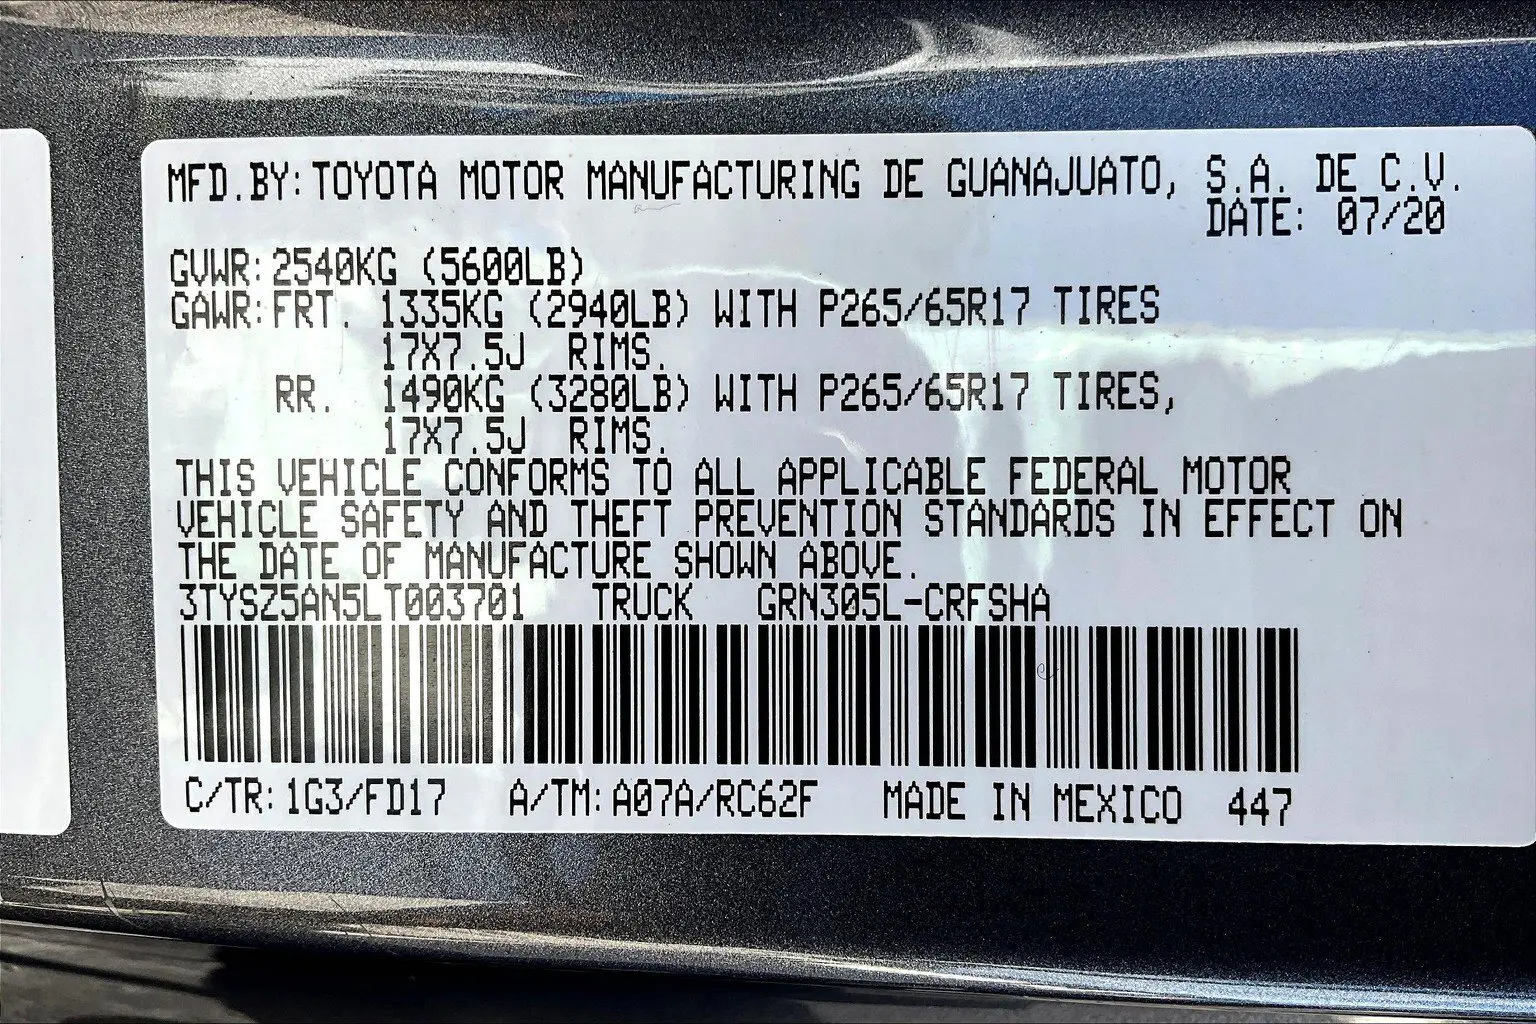 MFD.BY: TOYOTA MOTOR MANUFACTURING DE GUANAJUATO, S.A. DE C.V.
DATE: 07/20
GVWR: 2540KG (5600LB)
GAWR: FRT. 1335KG (2940LB) WITH P265/65R17 TIRES
17X7.5J RIMS.
RR. 1490KG (3280LB) WITH P265/65R17 TIRES,
17X7.5J RIMS.
THIS VEHICLE CONFORMS TO ALL APPLICABLE FEDERAL MOTOR
VEHICLE SAFETY AND THEFT PREVENTION STANDARDS IN EFFECT ON
THE DATE OF MANUFACTURE SHOWN ABOVE.
3TYSZ5AN5LT003701 TRUCK GRN305L-CRFSHA
C/TR: 1G3/FD17 A/TM: A07A/RC62F MADE IN MEXICO 447